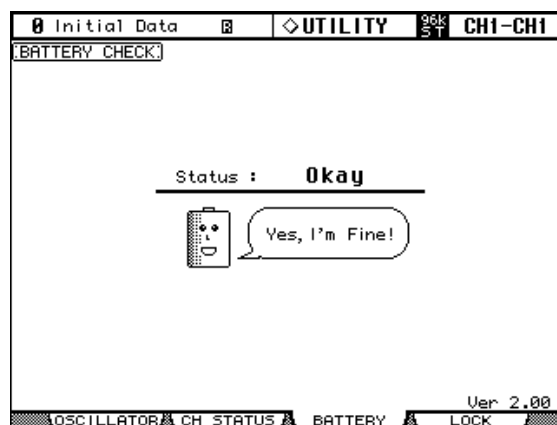 0 Initial Data R ◇UTILITY 96K ST CH1-CH1
BATTERY CHECK
Status : Okay
Yes, I'm Fine!
Ver 2.00
OSCILLATOR CH STATUS BATTERY LOCK